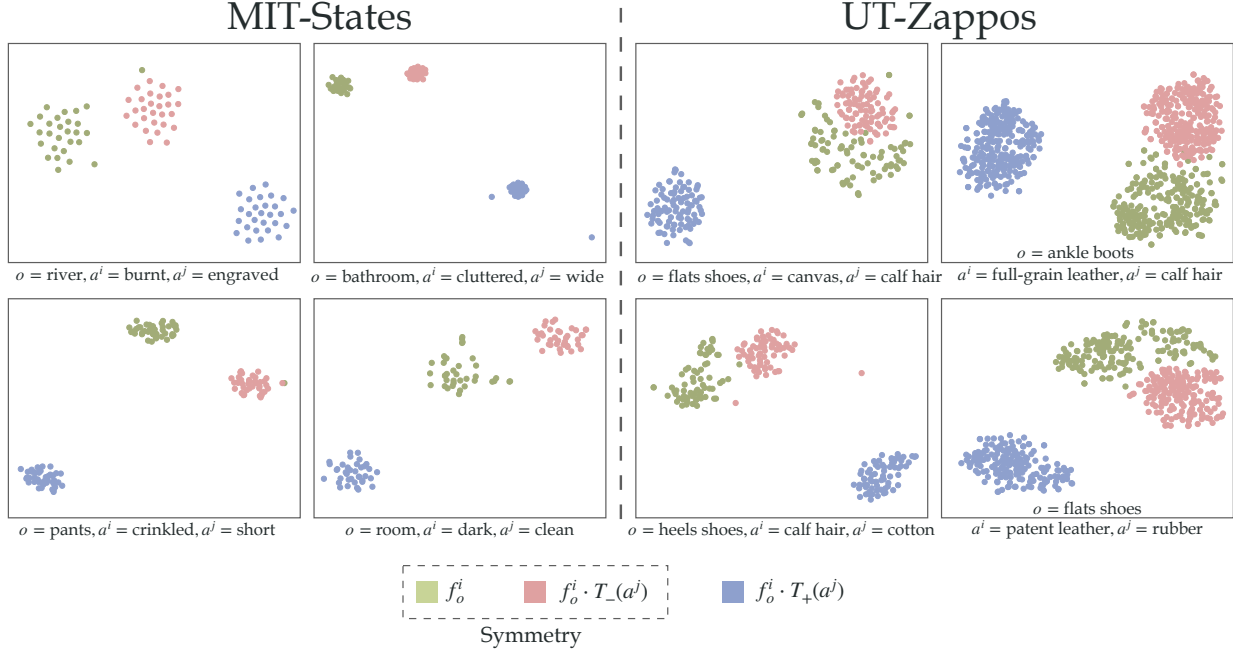 MIT-States
UT-Zappos
o = river, a^i = burnt, a^j = engraved
o = bathroom, a^i = cluttered, a^j = wide
o = flats shoes, a^i = canvas, a^j = calf hair
o = ankle boots
a^i = full-grain leather, a^j = calf hair
o = pants, a^i = crinkled, a^j = short
o = room, a^i = dark, a^j = clean
o = heels shoes, a^i = calf hair, a^j = cotton
o = flats shoes
a^i = patent leather, a^j = rubber
f_o^i
f_o^i · T_−(a^j)
f_o^i · T_+(a^j)
Symmetry